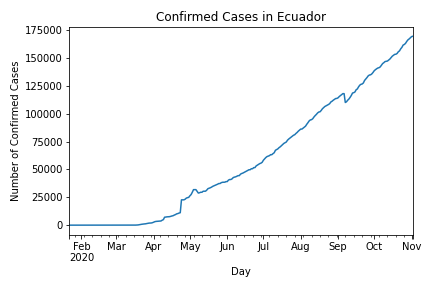 Confirmed Cases in Ecuador
Number of Confirmed Cases
175000
150000
125000
100000
75000
50000
25000
0
Feb Mar Apr May Jun Jul Aug Sep Oct Nov
2020
Day